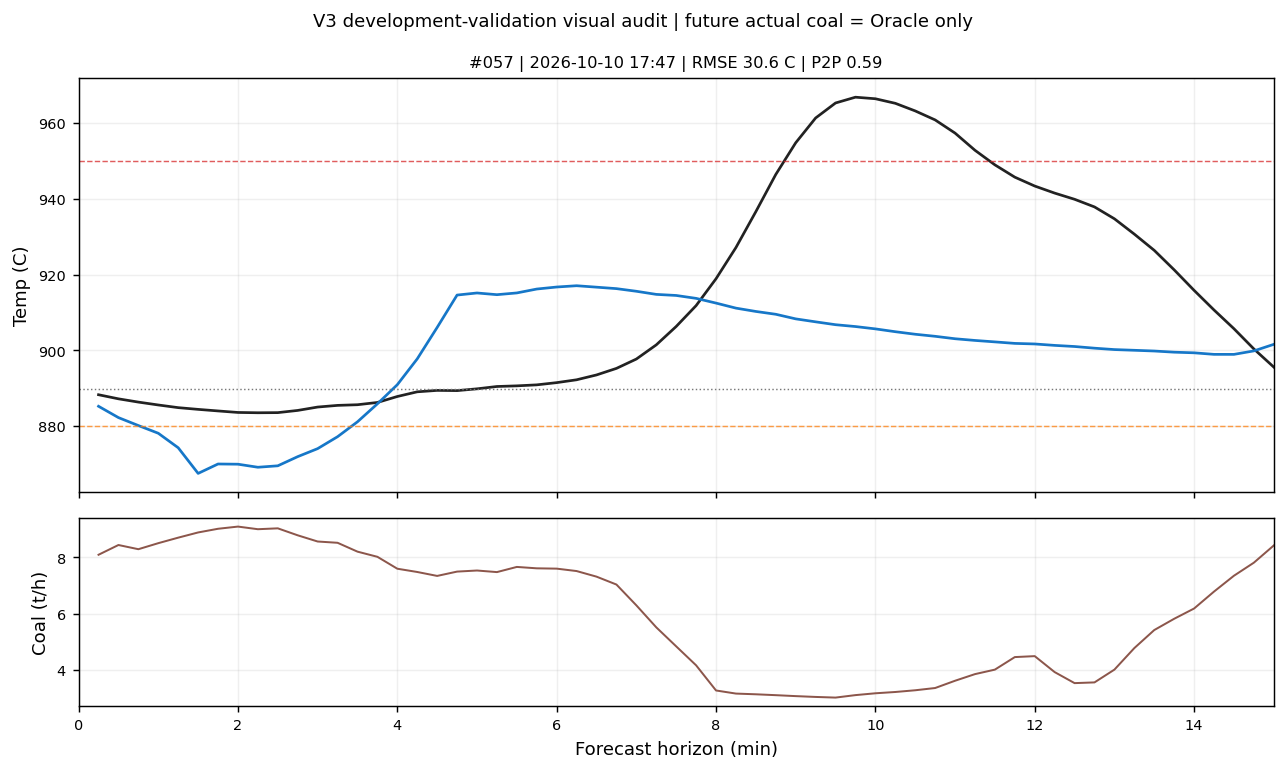 V3 development-validation visual audit | future actual coal = Oracle only
#057 | 2026-10-10 17:47 | RMSE 30.6 C | P2P 0.59
Temp (C)
960
940
920
900
880
Coal (t/h)
8
6
4
0 2 4 6 8 10 12 14
Forecast horizon (min)